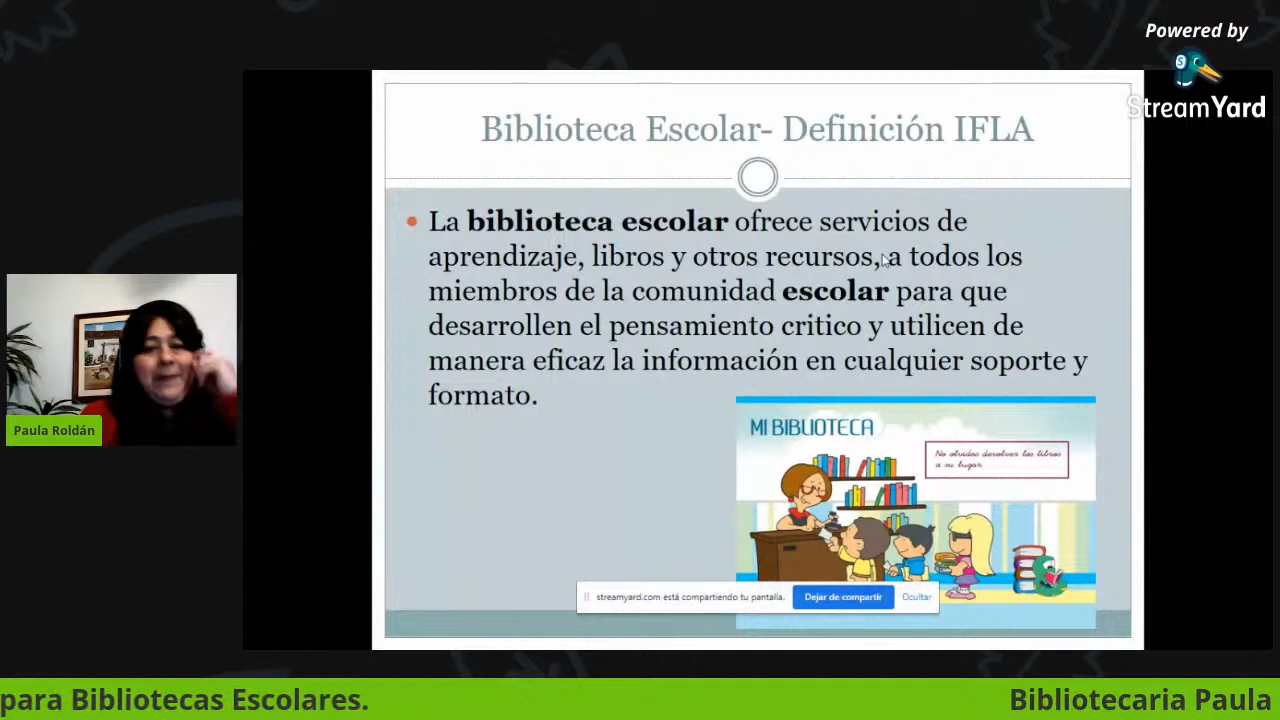 Powered by
StreamYard
Biblioteca Escolar- Definición IFLA
La biblioteca escolar ofrece servicios de
aprendizaje, libros y otros recursos, a todos los
miembros de la comunidad escolar para que
desarrollen el pensamiento critico y utilicen de
manera eficaz la información en cualquier soporte y
formato.
MI BIBLIOTECA
No olvides devolver los libros
a su lugar
streamyard.com está compartiendo tu pantalla.
Dejar de compartir
Ocultar
Paula Roldán
para Bibliotecas Escolares.
Bibliotecaria Paula